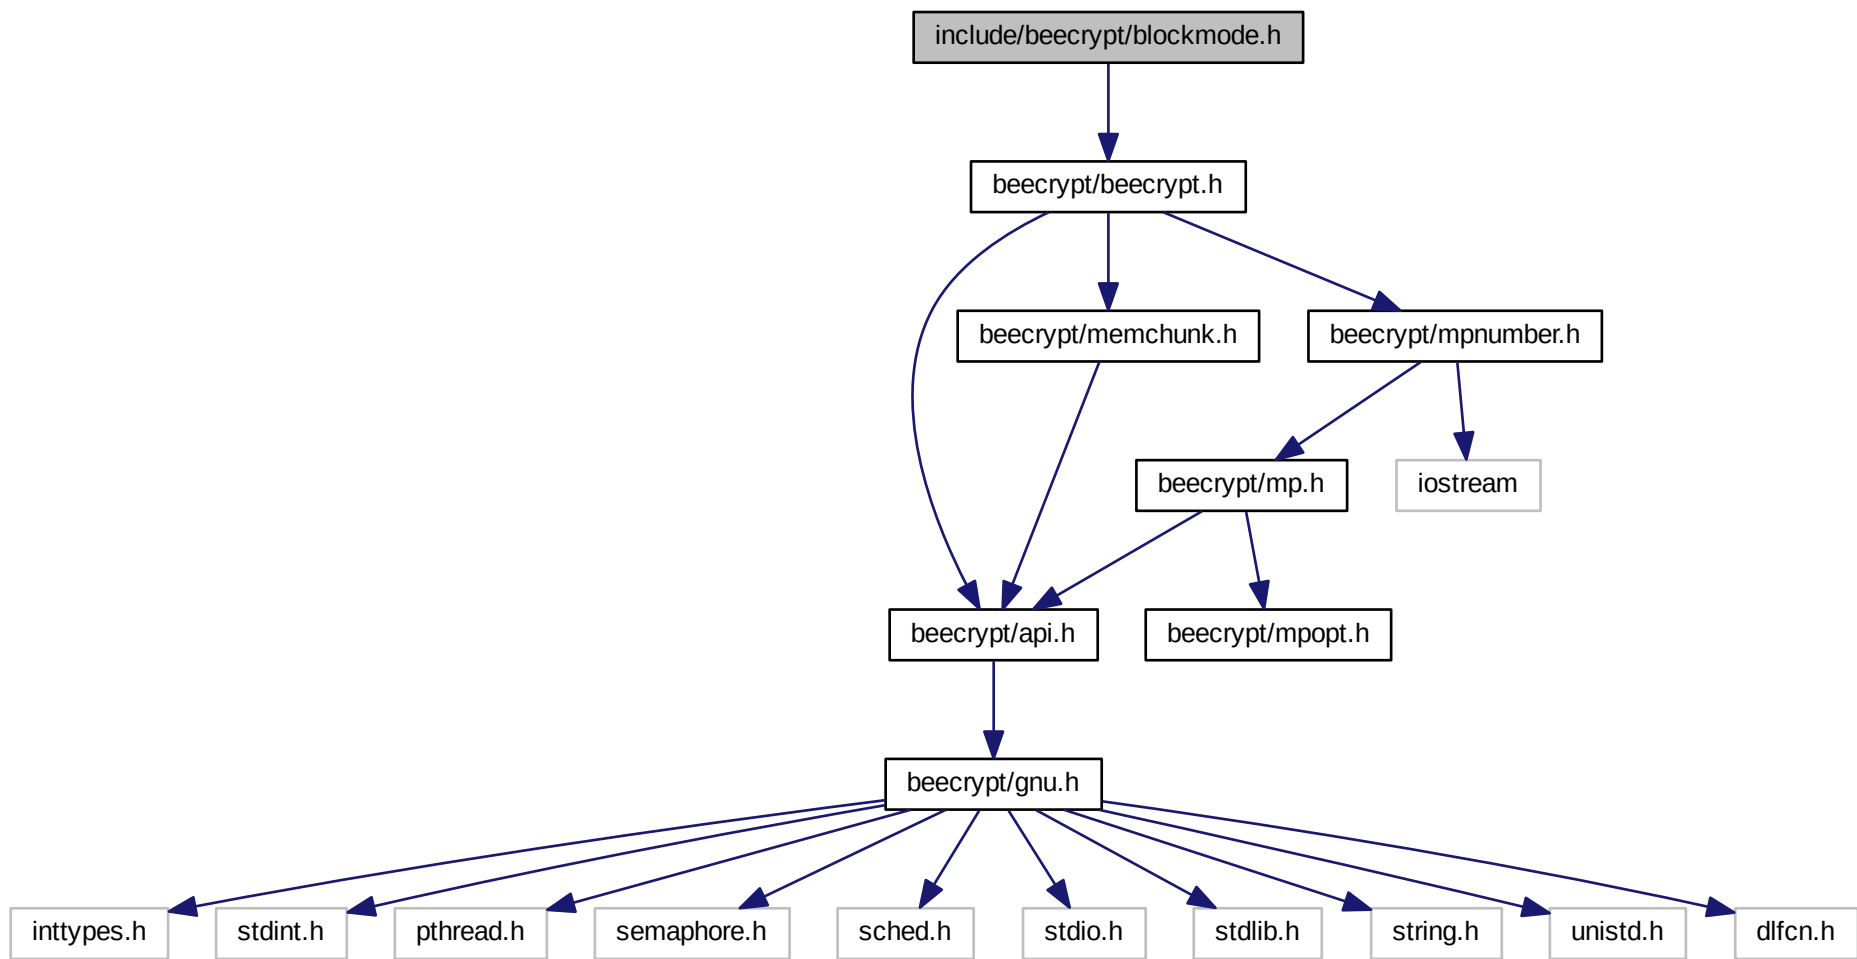 include/beecrypt/blockmode.h
beecrypt/beecrypt.h
beecrypt/memchunk.h
beecrypt/mpnumber.h
beecrypt/mp.h
iostream
beecrypt/api.h
beecrypt/mpopt.h
beecrypt/gnu.h
inttypes.h
stdint.h
pthread.h
semaphore.h
sched.h
stdio.h
stdlib.h
string.h
unistd.h
dlfcn.h